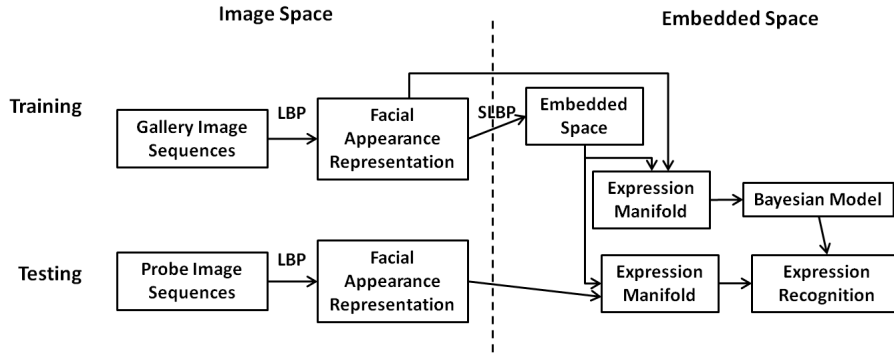 Image Space
Embedded Space
Training
Gallery Image
Sequences
LBP
Facial
Appearance
Representation
SLBP
Embedded
Space
Expression
Manifold
Bayesian Model
Testing
Probe Image
Sequences
LBP
Facial
Appearance
Representation
Expression
Manifold
Expression
Recognition